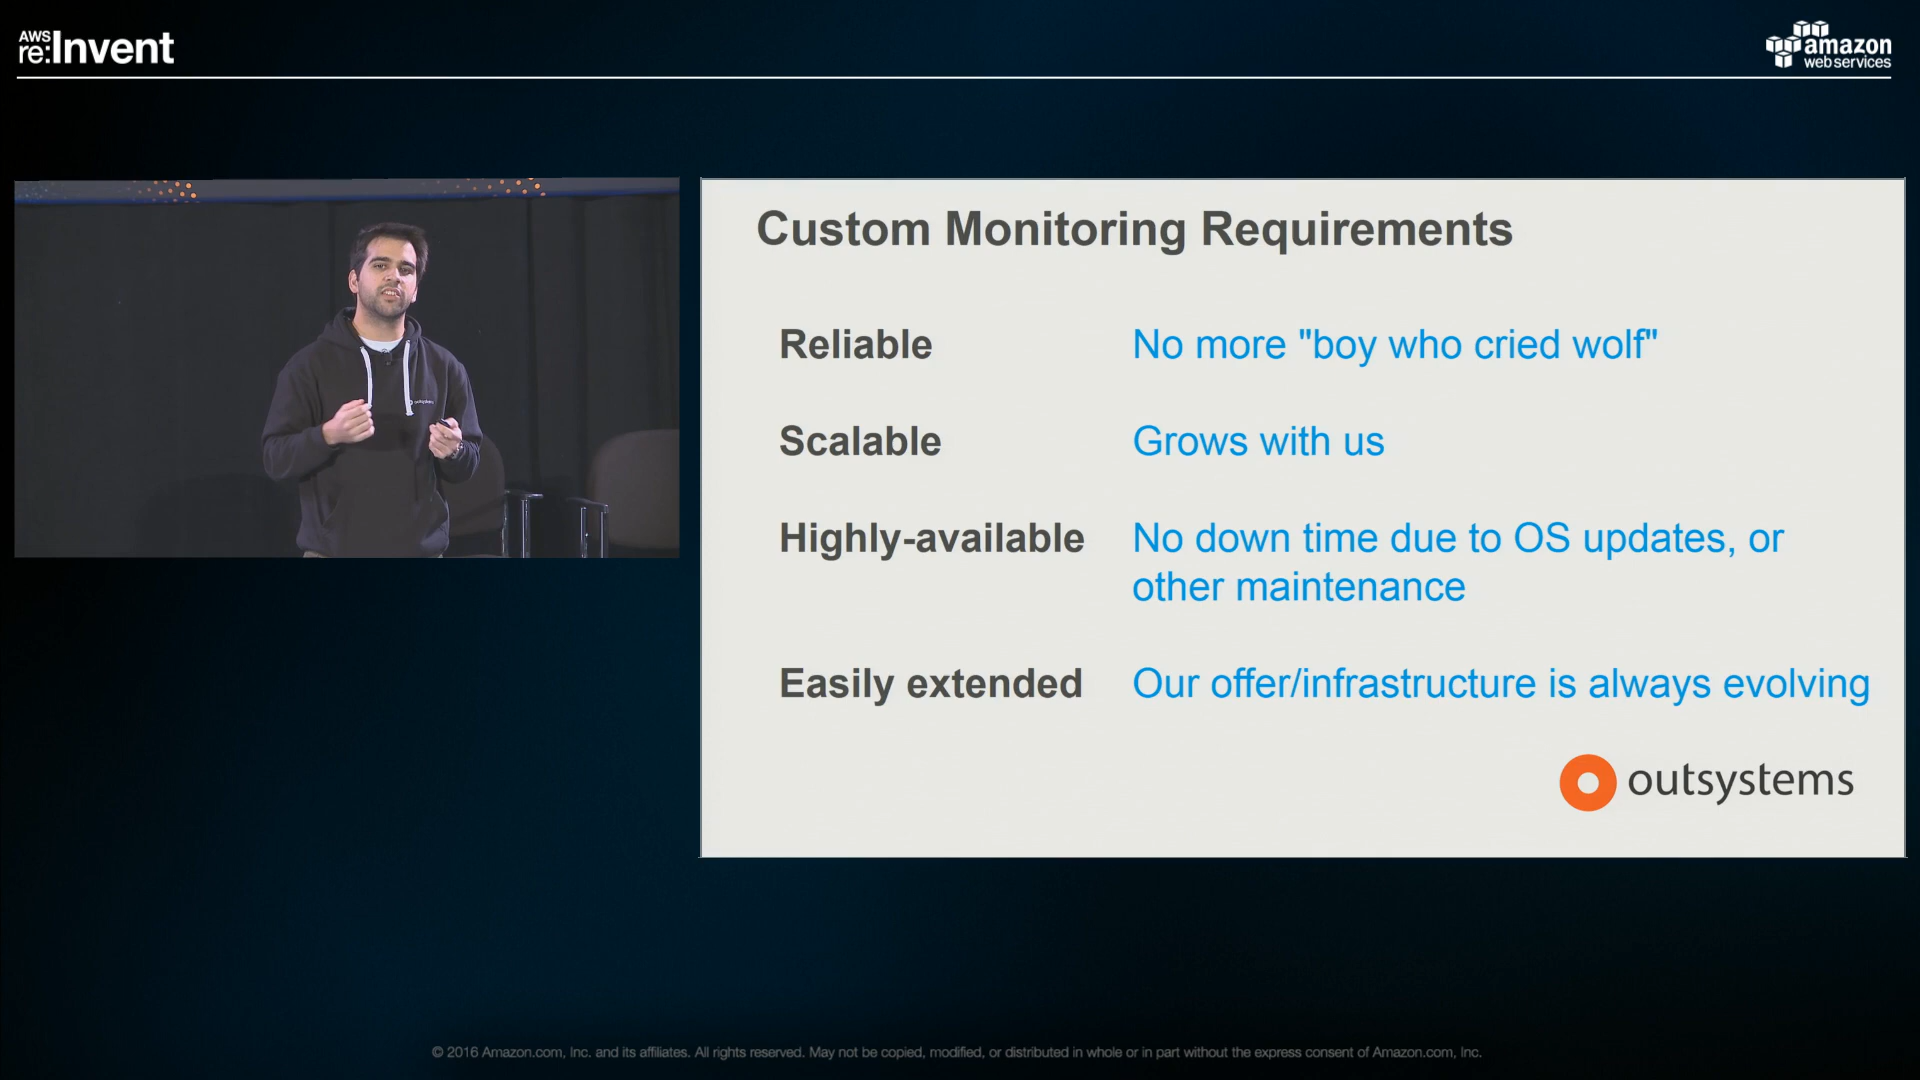 AWS
re:Invent
amazon
web services
Custom Monitoring Requirements
Reliable No more "boy who cried wolf"
Scalable Grows with us
Highly-available No down time due to OS updates, or
other maintenance
Easily extended Our offer/infrastructure is always evolving
outsystems
outsystems
© 2016 Amazon.com, Inc. and its affiliates. All rights reserved. May not be copied, modified, or distributed in whole or in part without the express consent of Amazon.com, Inc.